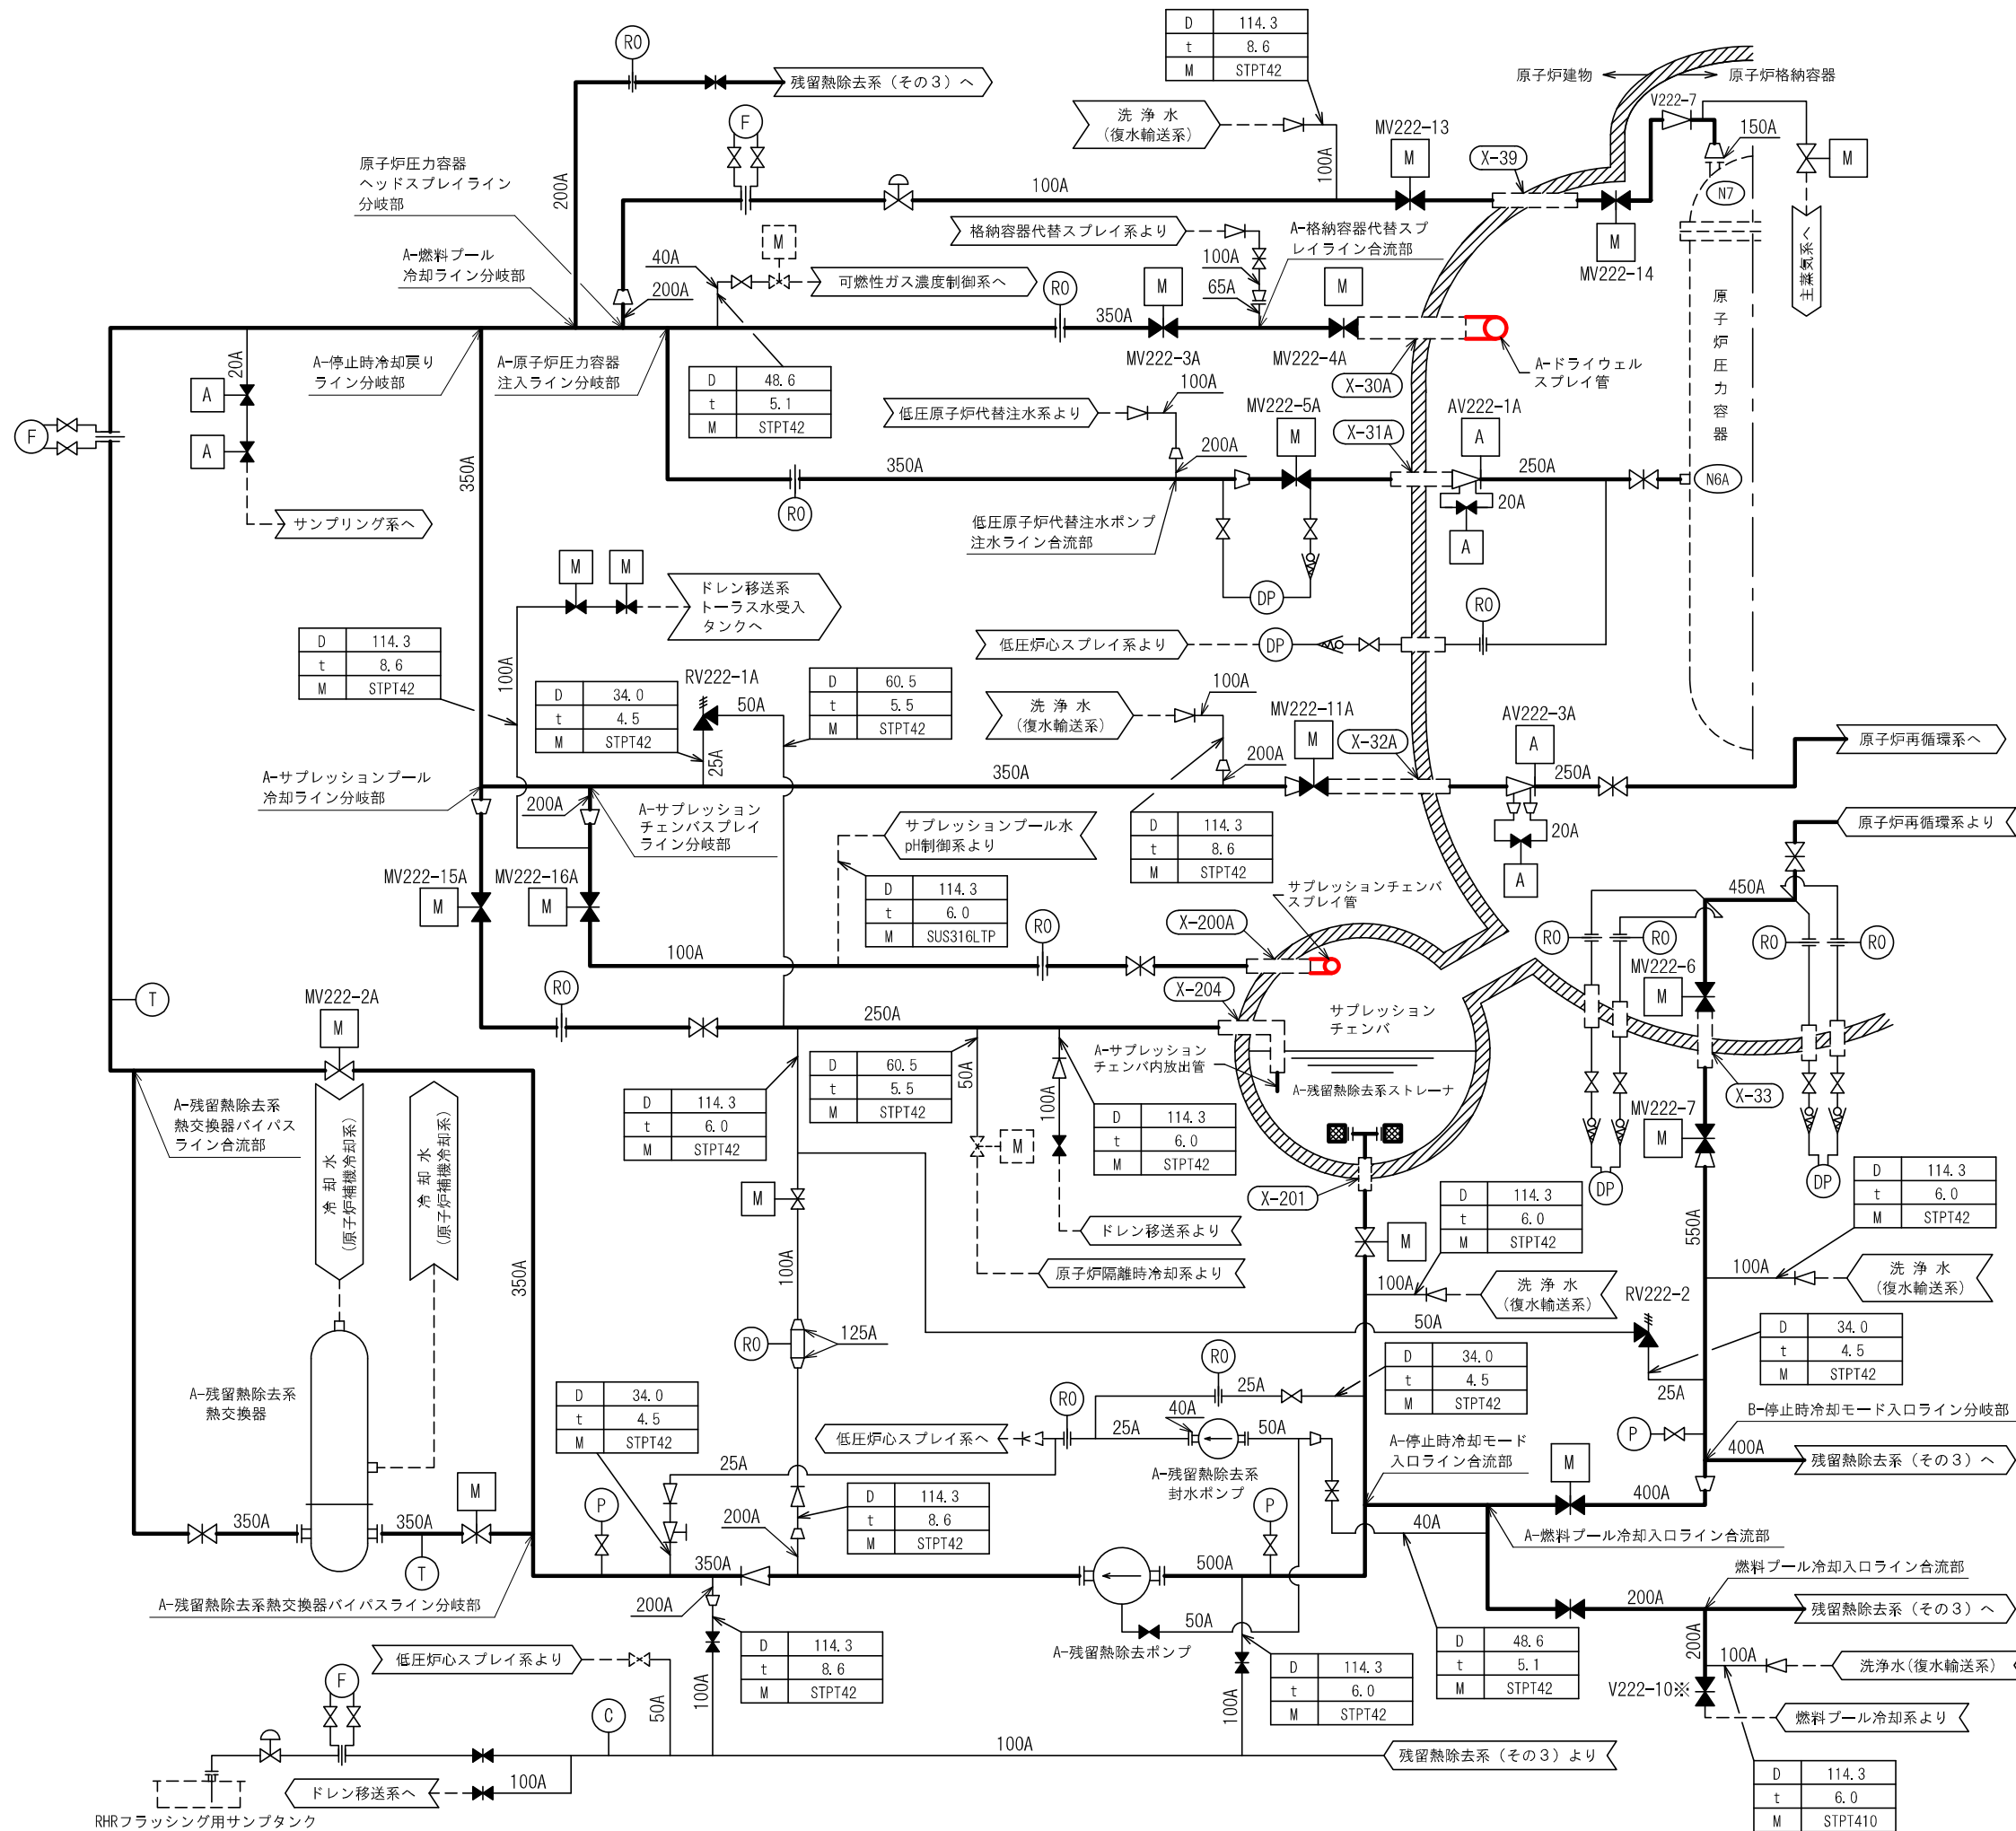 D 114.3
t 8.6
M STPT42
RO
残留熱除去系（その３）へ
原子炉建物
原子炉格納容器
V222-7
F
洗 浄 水
(復水輸送系)
MV222-13
M
X-39
150A
M
N7
原子炉圧力容器
ヘッドスプレイライン
分岐部
200A
100A
100A
M
MV222-14
主蒸気系へ
格納容器代替スプレイ系より
A-格納容器代替スプ
レイライン合流部
M
A-燃料プール
冷却ライン分岐部
40A
200A
可燃性ガス濃度制御系へ
100A
65A
RO
M
M
350A
原子炉圧力容器
20A
A
A
F
A-停止時冷却戻り
ライン分岐部
A-原子炉圧力容器
注入ライン分岐部
MV222-3A
MV222-4A
X-30A
A-ドライウェル
スプレイ管
D 48.6
t 5.1
M STPT42
100A
低圧原子炉代替注水系より
MV222-5A
M
X-31A
AV222-1A
A
350A
350A
200A
250A
N6A
RO
20A
A
サンプリング系へ
低圧原子炉代替注水ポンプ
注水ライン合流部
M
M
ドレン移送系
トーラス水受入
タンクへ
DP
RO
D 114.3
t 8.6
M STPT42
100A
低圧炉心スプレイ系より
DP
D 34.0
t 4.5
M STPT42
RV222-1A
50A
25A
D 60.5
t 5.5
M STPT42
洗 浄 水
(復水輸送系)
100A
MV222-11A
M
X-32A
AV222-3A
A
原子炉再循環へ
A-サプレッションプール
冷却ライン分岐部
350A
200A
250A
200A
A-サプレッション
チェンバスプレイ
ライン分岐部
サプレッションプール水
pH制御系より
D 114.3
t 8.6
M STPT42
20A
A
原子炉再循環系より
MV222-15A
M
MV222-16A
M
D 114.3
t 6.0
M SUS316LTP
サプレッションチェンバ
スプレイ管
X-200A
450A
RO
RO
RO
RO
100A
RO
MV222-6
M
T
MV222-2A
M
RO
250A
X-204
サプレッション
チェンバ
A-サプレッション
チェンバ内放出管
A-残留熱除去系ストレーナ
X-33
A-残留熱除去系
熱交換器バイパス
ライン合流部
冷 却 水
(原子炉補機冷却系)
冷 却 水
(原子炉補機冷却系)
D 114.3
t 6.0
M STPT42
D 60.5
t 5.5
M STPT42
50A
M
100A
D 114.3
t 6.0
M STPT42
MV222-7
M
DP
DP
X-201
M
D 114.3
t 6.0
M STPT42
D 114.3
t 6.0
M STPT42
M
ドレン移送系より
原子炉隔離時冷却系より
350A
100A
550A
100A
洗 浄 水
(復水輸送系)
100A
洗 浄 水
(復水輸送系)
RV222-2
50A
RO
125A
D 34.0
t 4.5
M STPT42
25A
A-残留熱除去系
熱交換器
D 34.0
t 4.5
M STPT42
RO
25A
D 34.0
t 4.5
M STPT42
RO
40A
25A
50A
低圧炉心スプレイ系へ
A-残留熱除去系
封水ポンプ
A-停止時冷却モード
入口ライン合流部
B-停止時冷却モード入口ライン分岐部
P
400A
残留熱除去系（その３）へ
M
400A
25A
P
M
350A
350A
T
D 114.3
t 8.6
M STPT42
200A
P
40A
A-燃料プール冷却入口ライン合流部
350A
500A
燃料プール冷却入口ライン合流部
A-残留熱除去系熱交換器バイパスライン分岐部
200A
50A
A-残留熱除去ポンプ
200A
残留熱除去系（その３）へ
D 114.3
t 8.6
M STPT42
D 114.3
t 6.0
M STPT42
D 48.6
t 5.1
M STPT42
200A
100A
洗浄水(復水輸送系)
低圧炉心スプレイ系より
50A
100A
100A
V222-10※
燃料プール冷却系より
F
C
100A
残留熱除去系（その３）より
ドレン移送系へ
100A
D 114.3
t 6.0
M STPT410
RHRフラッシング用サンプタンク